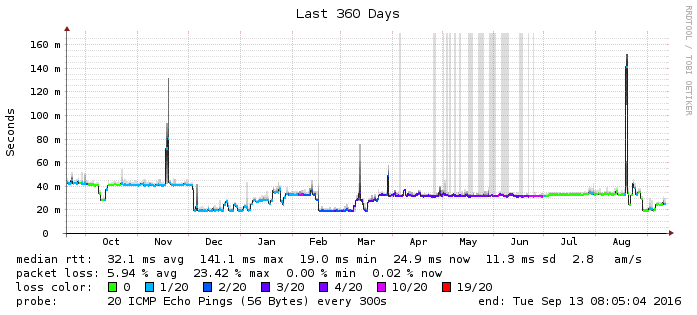 Last 360 Days
RRDTOOL / TOBI OETIKER
Seconds
160 m
140 m
120 m
100 m
80 m
60 m
40 m
20 m
0
Oct Nov Dec Jan Feb Mar Apr May Jun Jul Aug
median rtt: 32.1 ms avg 141.1 ms max 19.0 ms min 24.9 ms now 11.3 ms sd 2.8 am/s
packet loss: 5.94 % avg 23.42 % max 0.00 % min 0.02 % now
loss color: 0 1/20 2/20 3/20 4/20 10/20 19/20
probe: 20 ICMP Echo Pings (56 Bytes) every 300s end: Tue Sep 13 08:05:04 2016